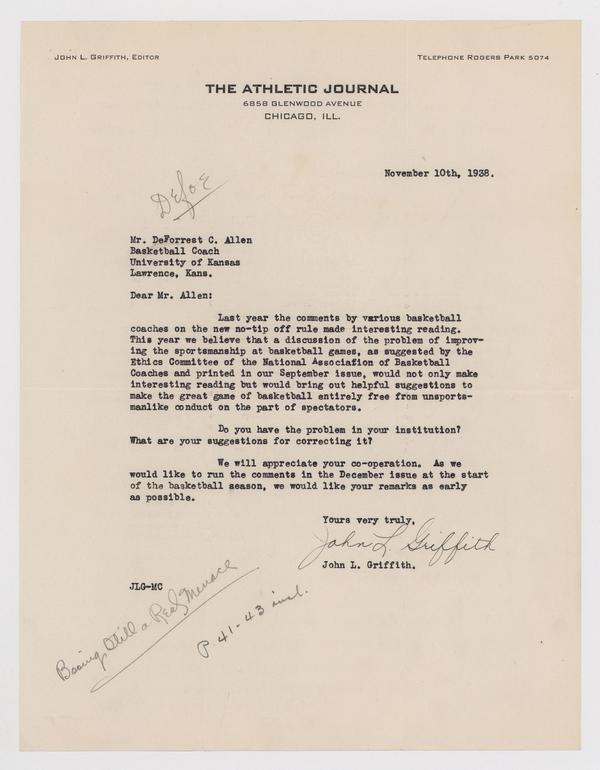 JOHN L. GRIFFITH, EDITOR
TELEPHONE ROGERS PARK 5074
THE ATHLETIC JOURNAL
6858 GLENWOOD AVENUE
CHICAGO, ILL.
November 10th, 1938.
Mr. DeForrest C. Allen
Basketball Coach
University of Kansas
Lawrence, Kans.
Dear Mr. Allen:
Last year the comments by various basketball
coaches on the new no-tip off rule made interesting reading.
This year we believe that a discussion of the problem of improv-
ing the sportsmanship at basketball games, as suggested by the
Ethics Committee of the National Association of Basketball
Coaches and printed in our September issue, would not only make
interesting reading but would bring out helpful suggestions to
make the great game of basketball entirely free from unsports-
manlike conduct on the part of spectators.
Do you have the problem in your institution?
What are your suggestions for correcting it?
We will appreciate your co-operation. As we
would like to run the comments in the December issue at the start
of the basketball season, we would like your remarks as early
as possible.
Yours very truly,
John L. Griffith
John L. Griffith.
JLG-MC
Booing, Still a Real Menace
P. 41-43 incl.